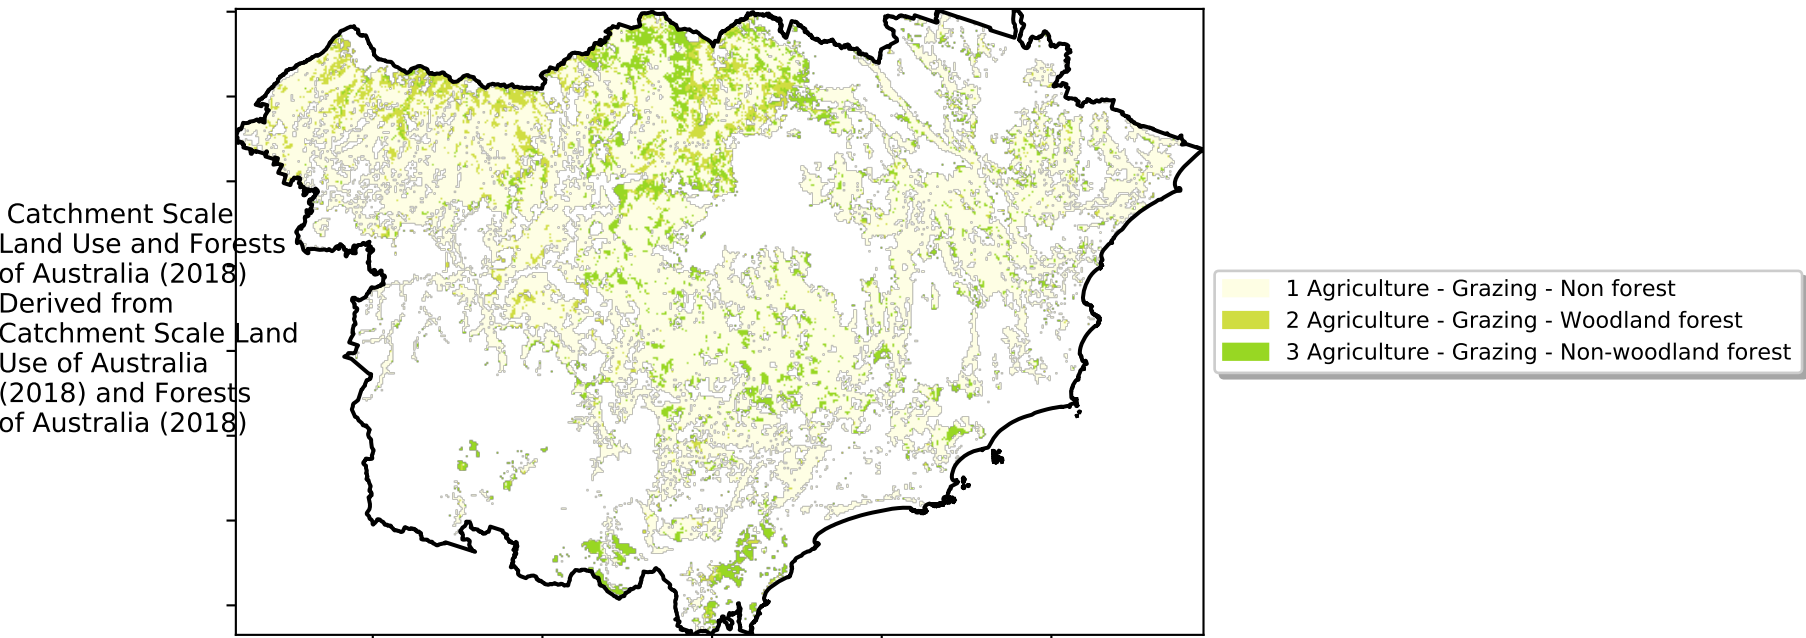 Catchment Scale
Land Use and Forests
of Australia (2018)
Derived from
Catchment Scale Land
Use of Australia
(2018) and Forests
of Australia (2018)
1 Agriculture - Grazing - Non forest
2 Agriculture - Grazing - Woodland forest
3 Agriculture - Grazing - Non-woodland forest